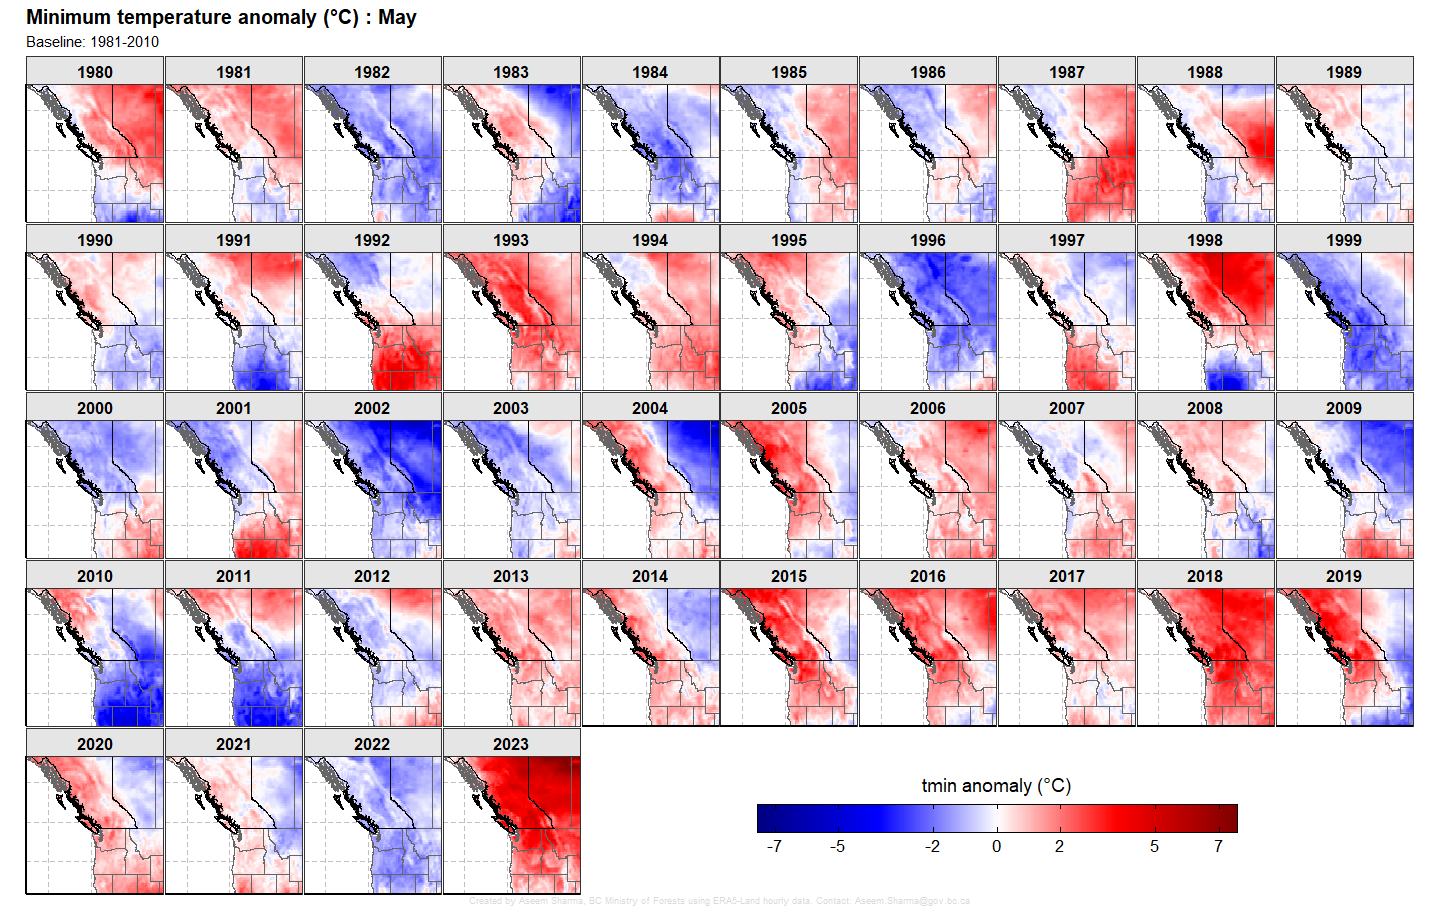 Minimum temperature anomaly (°C) : May
Baseline: 1981-2010
1980 1981 1982 1983 1984 1985 1986 1987 1988 1989
1990 1991 1992 1993 1994 1995 1996 1997 1998 1999
2000 2001 2002 2003 2004 2005 2006 2007 2008 2009
2010 2011 2012 2013 2014 2015 2016 2017 2018 2019
2020 2021 2022 2023
tmin anomaly (°C)
-7 -5 -2 0 2 5 7
Created by Aseem Sharma, BC Ministry of Forests using ERA5-Land hourly data. Contact: Aseem.Sharma@gov.bc.ca